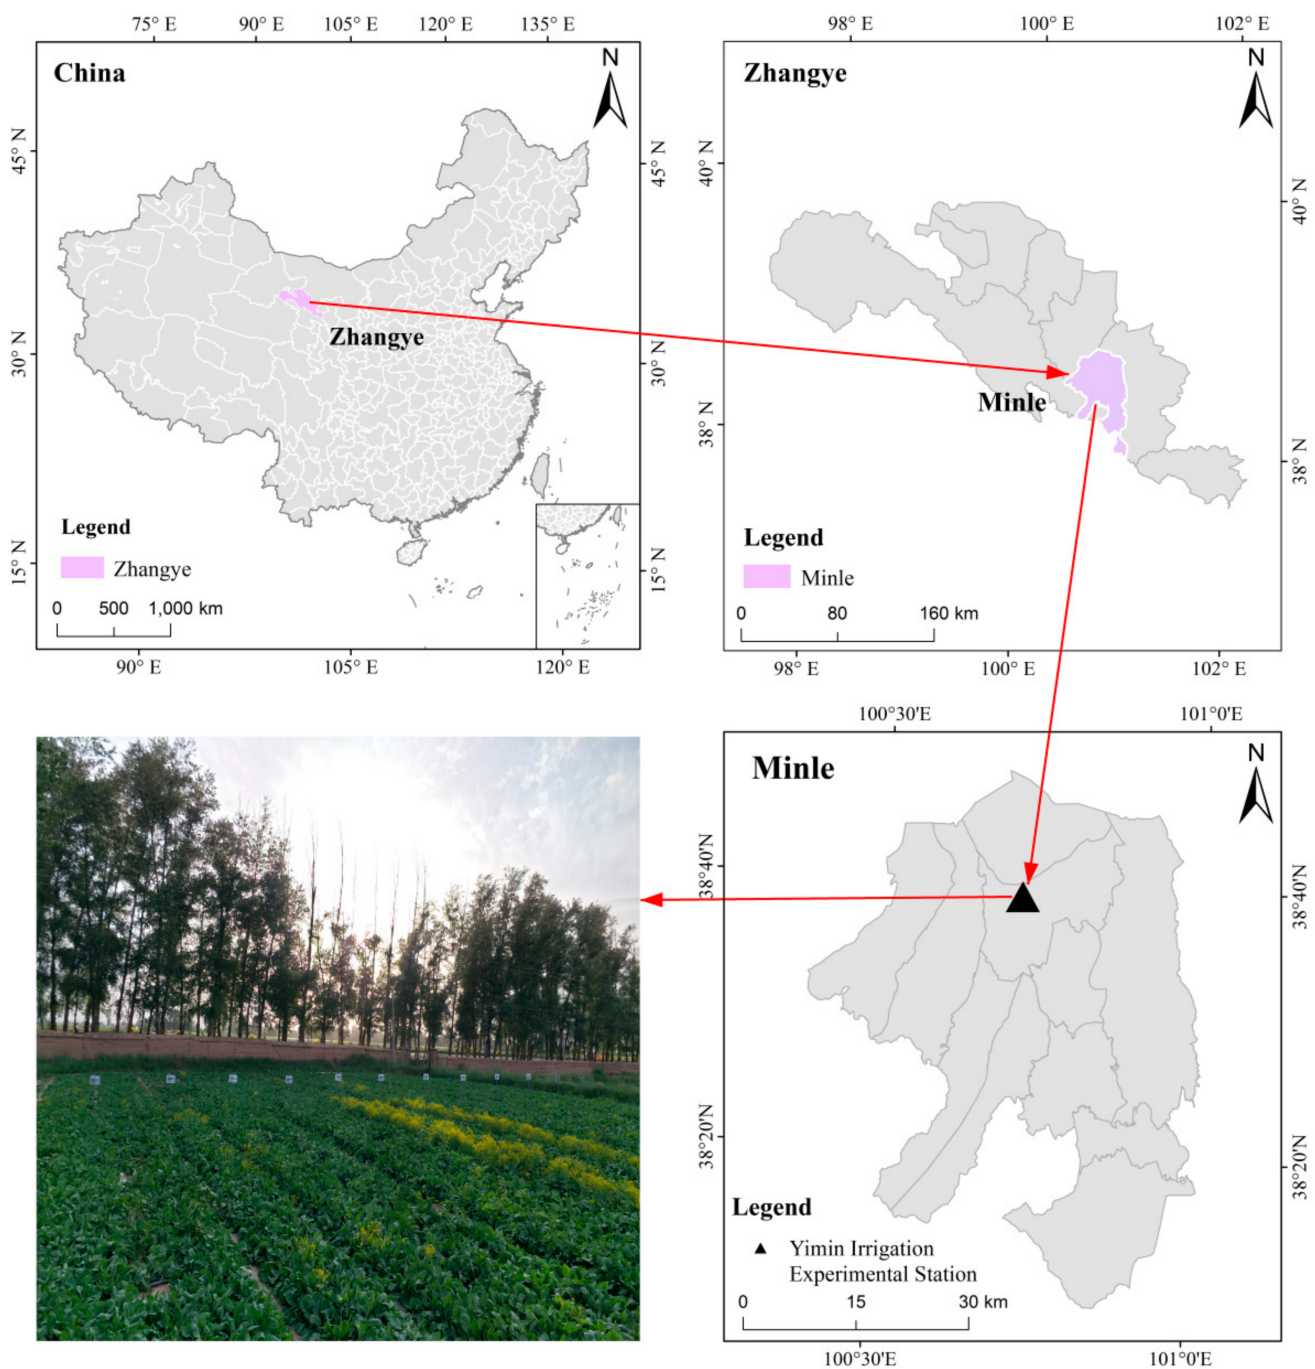 75° E 90° E 105° E 120° E 135° E
China
N
45° N
45° N
30° N
30° N
15° N
15° N
Zhangye
Legend
Zhangye
0 500 1,000 km
90° E 105° E 120° E
98° E 100° E 102° E
Zhangye
N
40° N
40° N
38° N
38° N
Minle
Legend
Minle
0 80 160 km
98° E 100° E 102° E
100°30'E 101°0'E
Minle
N
38°40'N
38°40'N
38°20'N
38°20'N
Legend
Yimin Irrigation
Experimental Station
0 15 30 km
100°30'E 101°0'E